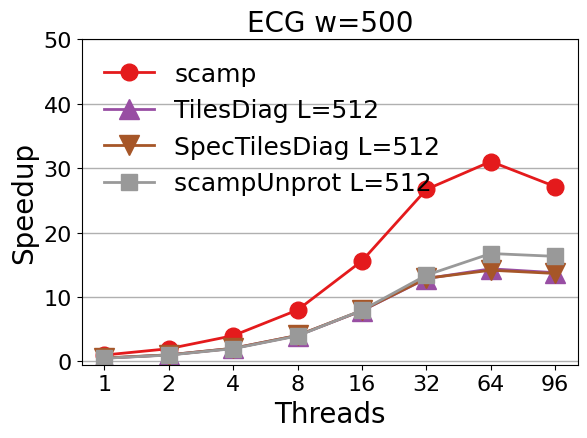 ECG w=500
50
40
30
20
10
0
Speedup
scamp
TilesDiag L=512
SpecTilesDiag L=512
scampUnprot L=512
1 2 4 8 16 32 64 96
Threads